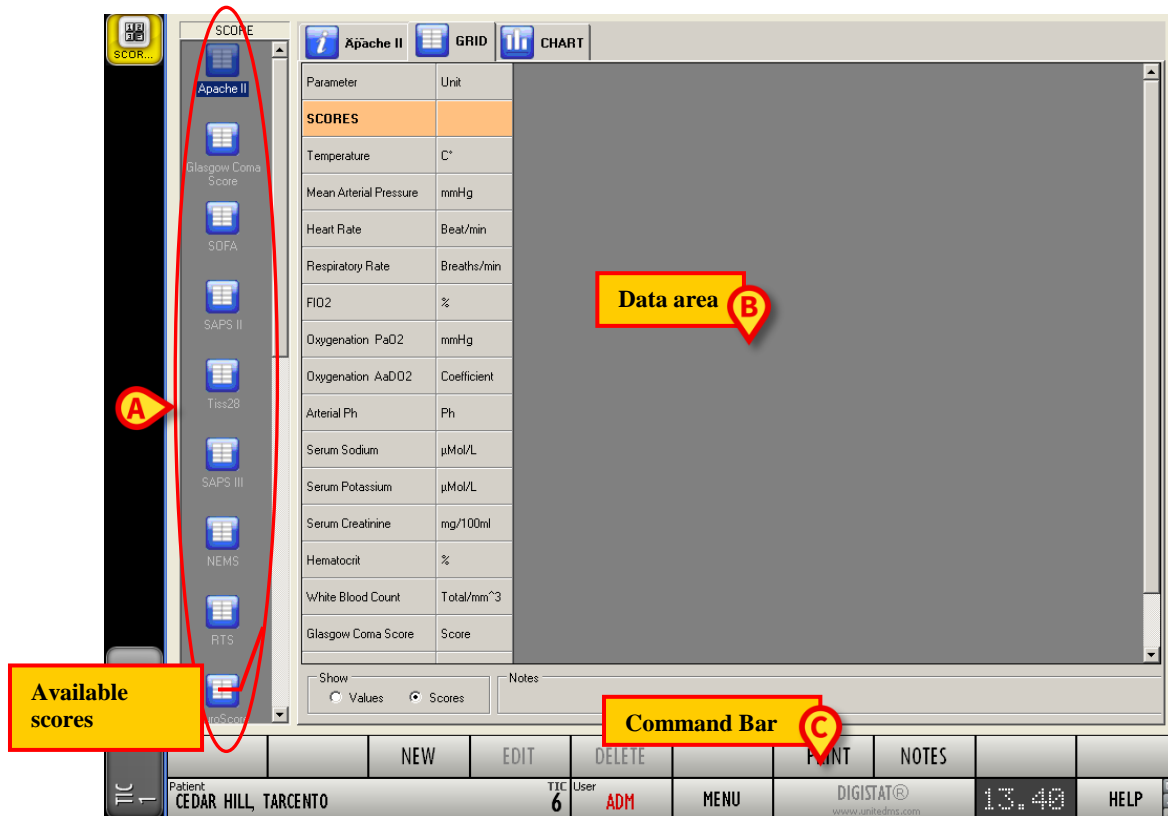 SCOR...
SCORE
Apache II
Glasgow Coma
Score
SOFA
SAPS II
Tiss28
SAPS III
NEMS
RTS
Äpache II
GRID
CHART
Parameter Unit
SCORES
Temperature C°
Mean Arterial Pressure mmHg
Heart Rate Beat/min
Respiratory Rate Breaths/min
FIO2 %
Oxygenation PaO2 mmHg
Oxygenation AaDO2 Coefficient
Arterial Ph Ph
Serum Sodium µMol/L
Serum Potassium µMol/L
Serum Creatinine mg/100ml
Hematocrit %
White Blood Count Total/mm^3
Glasgow Coma Score Score
Data area
B
A
Available
scores
Show
Values Scores
Notes
Command Bar
C
NEW EDIT DELETE PRINT NOTES
TIC
1
Patient
CEDAR HILL, TARCENTO
TIC
6
User
ADM
MENU
DIGISTAT®
www.unitedms.com
13.40
HELP